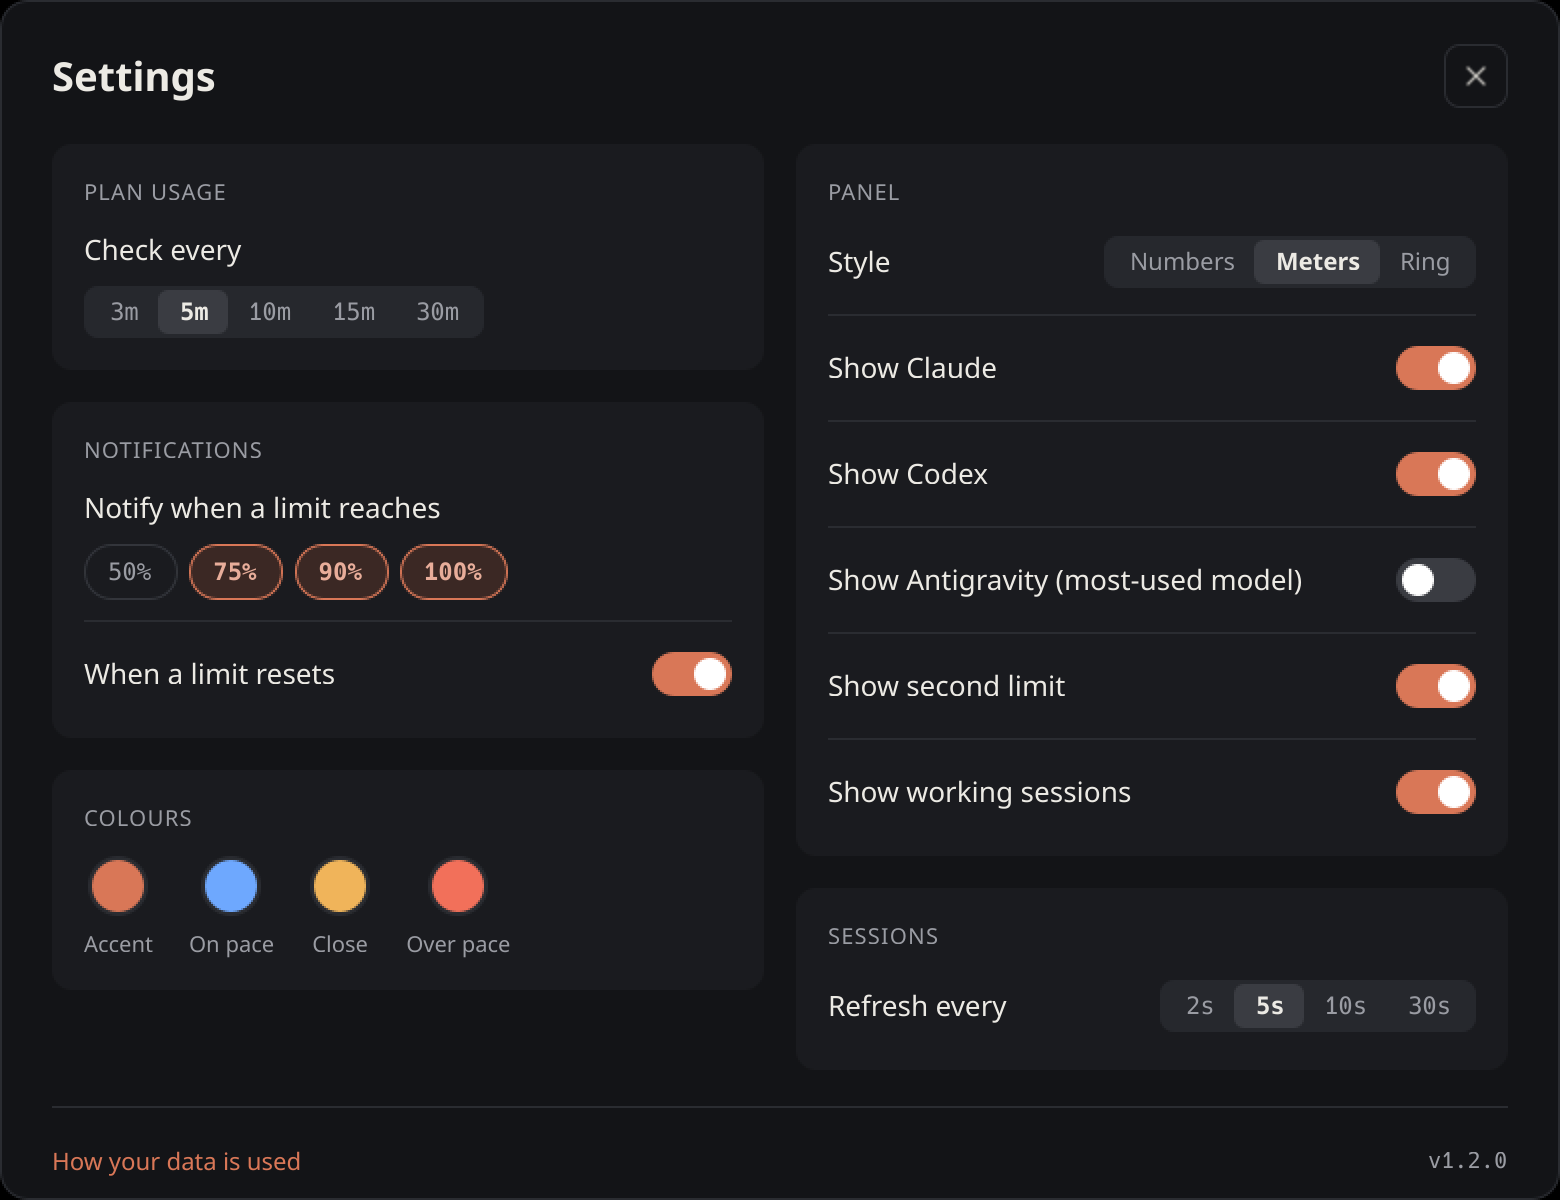 Settings
PLAN USAGE
Check every
3m 5m 10m 15m 30m
NOTIFICATIONS
Notify when a limit reaches
50% 75% 90% 100%
When a limit resets
COLOURS
Accent On pace Close Over pace
PANEL
Style Numbers Meters Ring
Show Claude
Show Codex
Show Antigravity (most-used model)
Show second limit
Show working sessions
SESSIONS
Refresh every 2s 5s 10s 30s
How your data is used v1.2.0